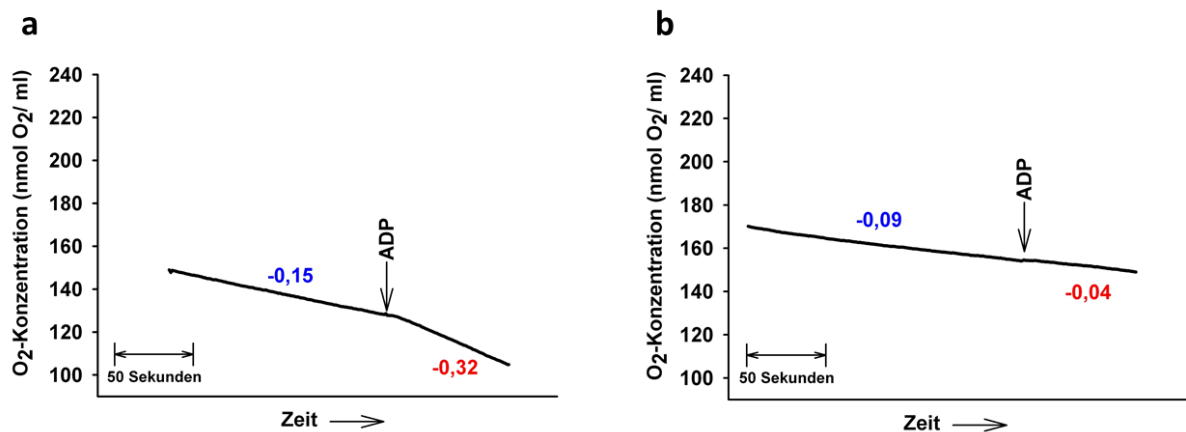 a
O2-Konzentration (nmol O2/ ml)
240
220
200
180
160
140
120
100
-0,15
ADP
-0,32
50 Sekunden
Zeit
b
O2-Konzentration (nmol O2/ ml)
240
220
200
180
160
140
120
100
-0,09
ADP
-0,04
50 Sekunden
Zeit